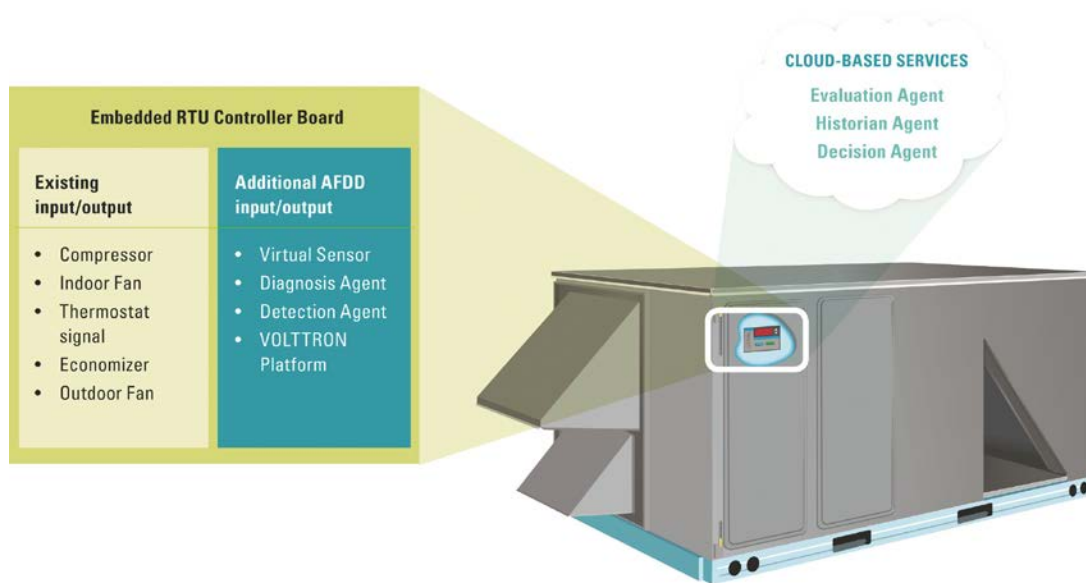 CLOUD-BASED SERVICES
Evaluation Agent
Historian Agent
Decision Agent
Embedded RTU Controller Board
Existing
input/output
• Compressor
• Indoor Fan
• Thermostat
signal
• Economizer
• Outdoor Fan
Additional AFDD
input/output
• Virtual Sensor
• Diagnosis Agent
• Detection Agent
• VOLTTRON
Platform